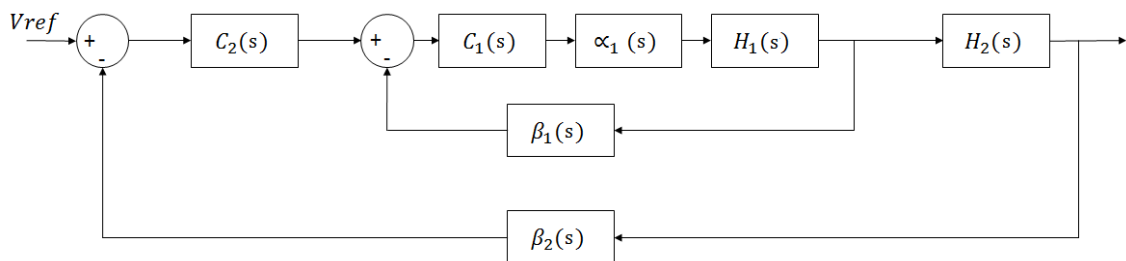 Vref
+
-
C₂(s)
+
-
C₁(s)
∝₁ (s)
H₁(s)
H₂(s)
β₁(s)
β₂(s)